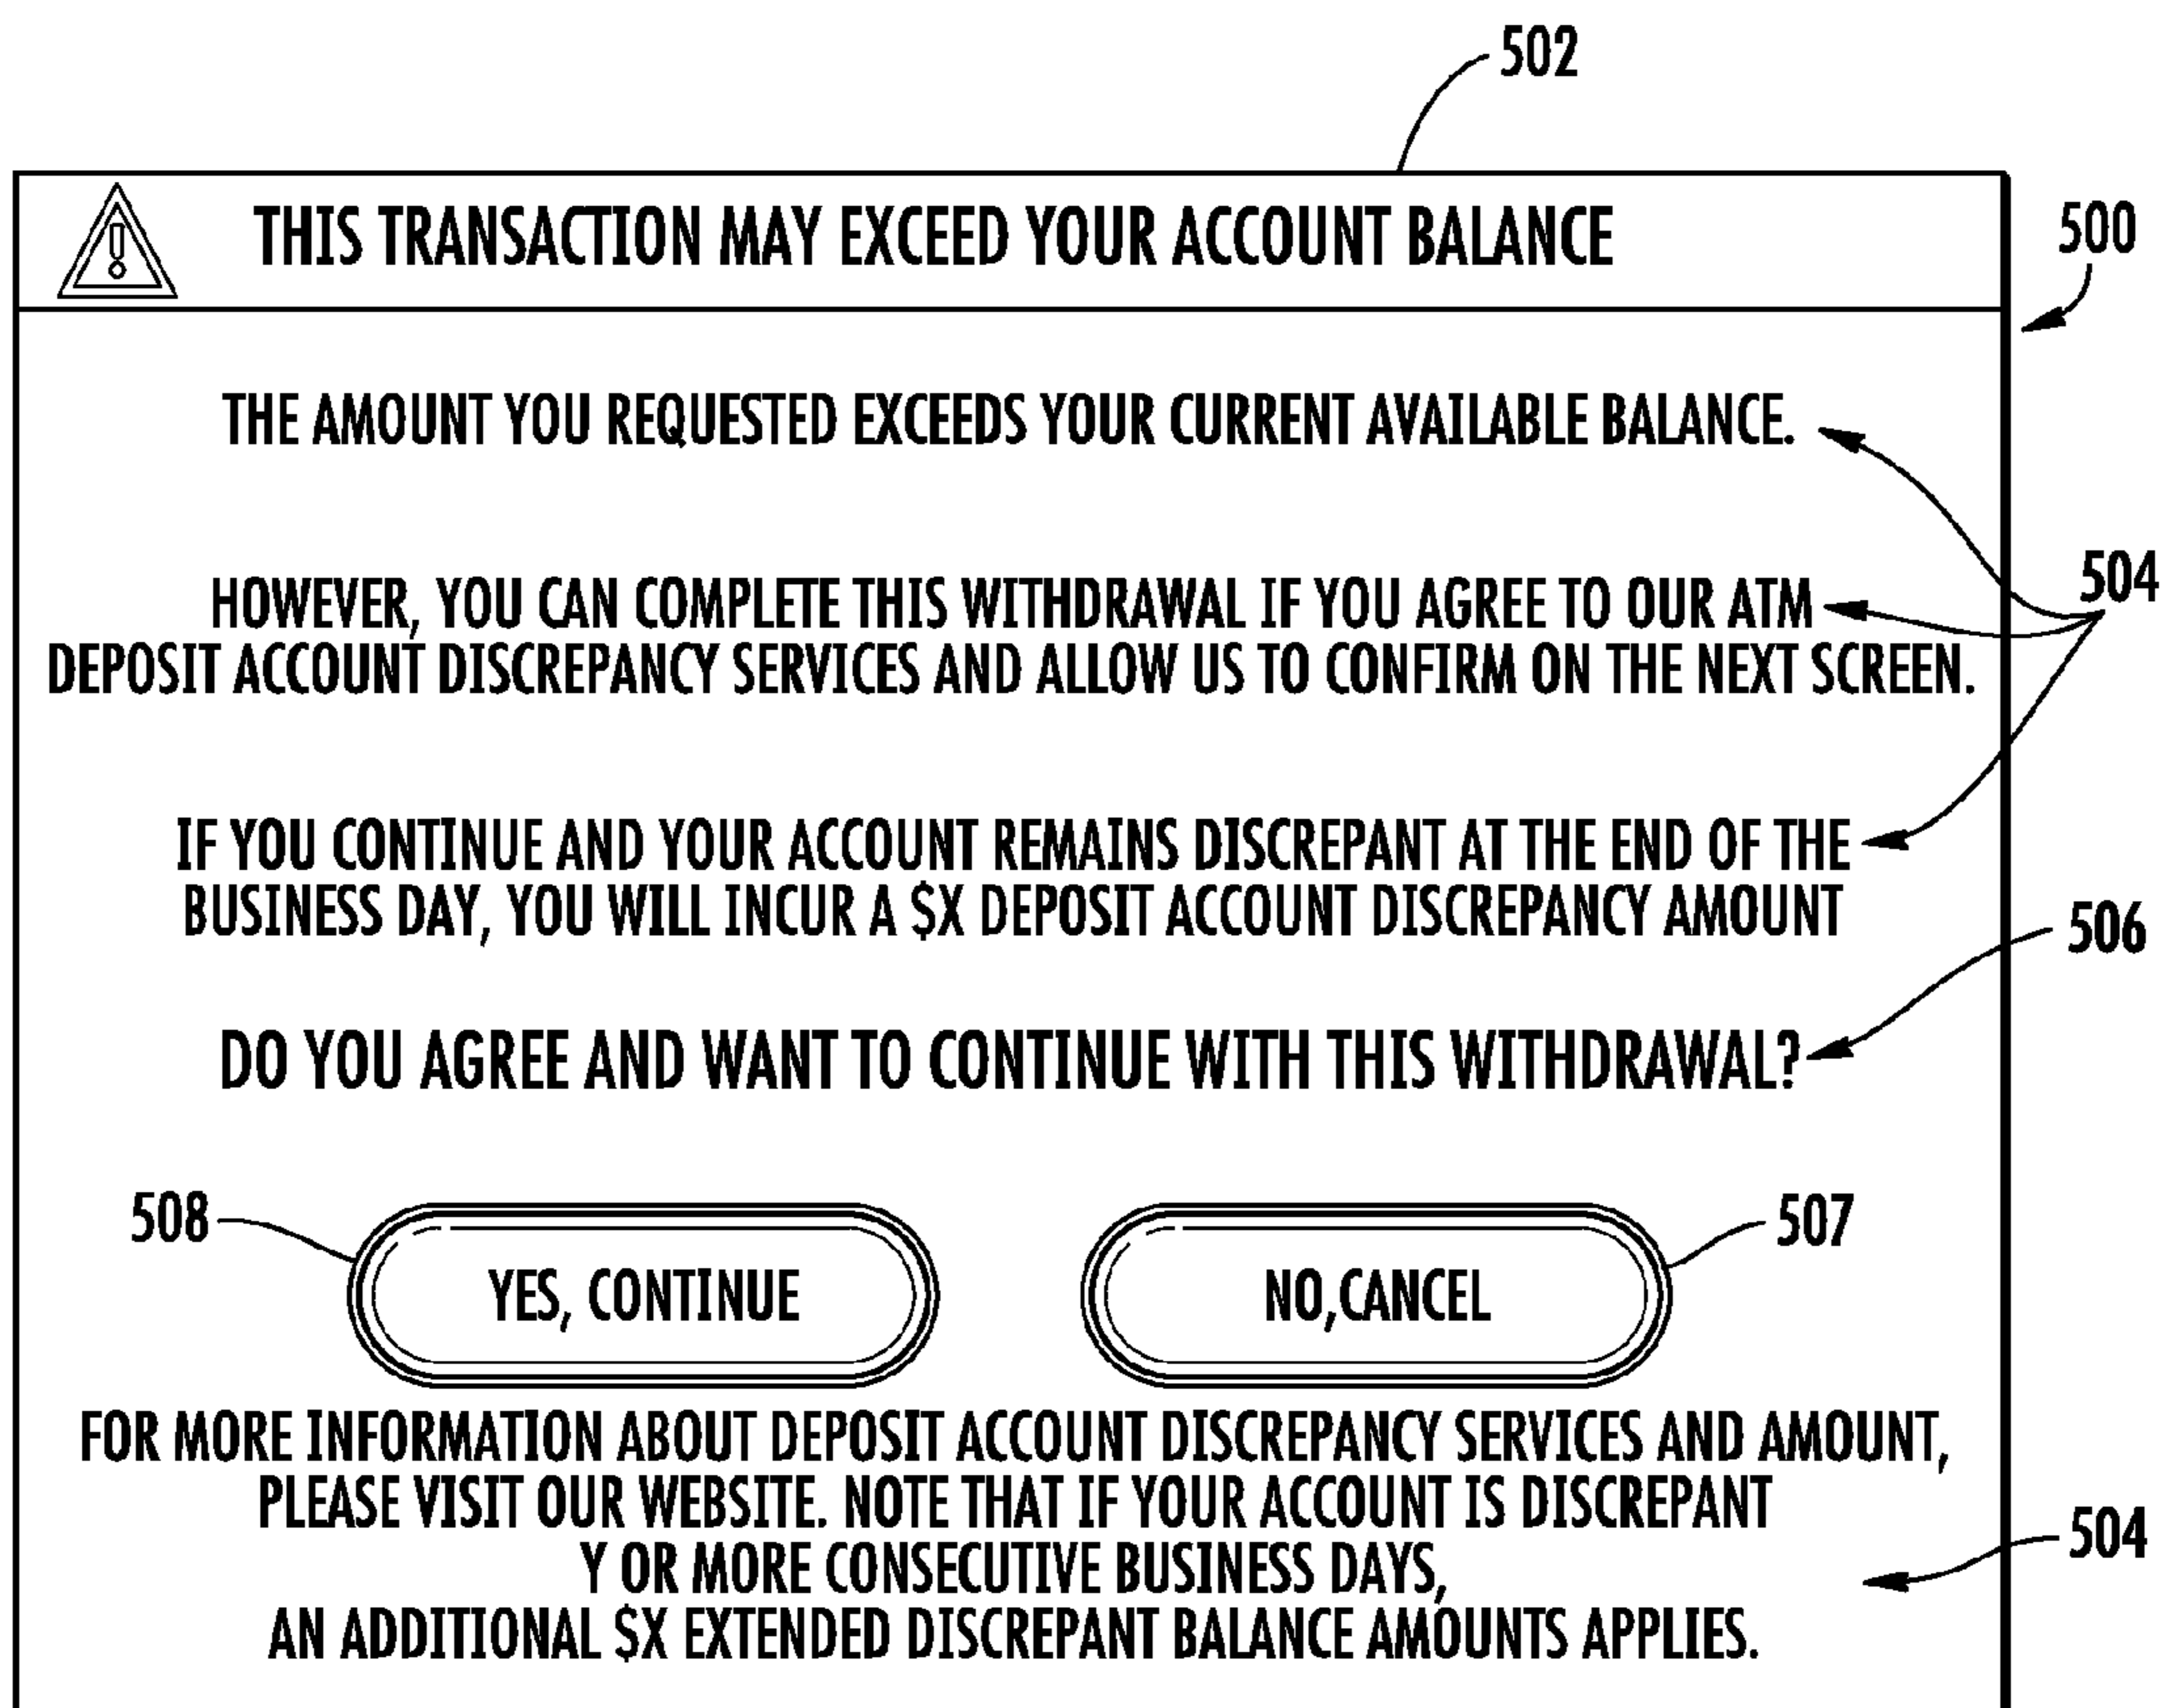 502
THIS TRANSACTION MAY EXCEED YOUR ACCOUNT BALANCE
500
THE AMOUNT YOU REQUESTED EXCEEDS YOUR CURRENT AVAILABLE BALANCE.
504
HOWEVER, YOU CAN COMPLETE THIS WITHDRAWAL IF YOU AGREE TO OUR ATM
DEPOSIT ACCOUNT DISCREPANCY SERVICES AND ALLOW US TO CONFIRM ON THE NEXT SCREEN.
IF YOU CONTINUE AND YOUR ACCOUNT REMAINS DISCREPANT AT THE END OF THE
BUSINESS DAY, YOU WILL INCUR A $X DEPOSIT ACCOUNT DISCREPANCY AMOUNT
506
DO YOU AGREE AND WANT TO CONTINUE WITH THIS WITHDRAWAL?
508
507
YES, CONTINUE
NO,CANCEL
FOR MORE INFORMATION ABOUT DEPOSIT ACCOUNT DISCREPANCY SERVICES AND AMOUNT,
PLEASE VISIT OUR WEBSITE. NOTE THAT IF YOUR ACCOUNT IS DISCREPANT
504
Y OR MORE CONSECUTIVE BUSINESS DAYS,
AN ADDITIONAL $X EXTENDED DISCREPANT BALANCE AMOUNTS APPLIES.